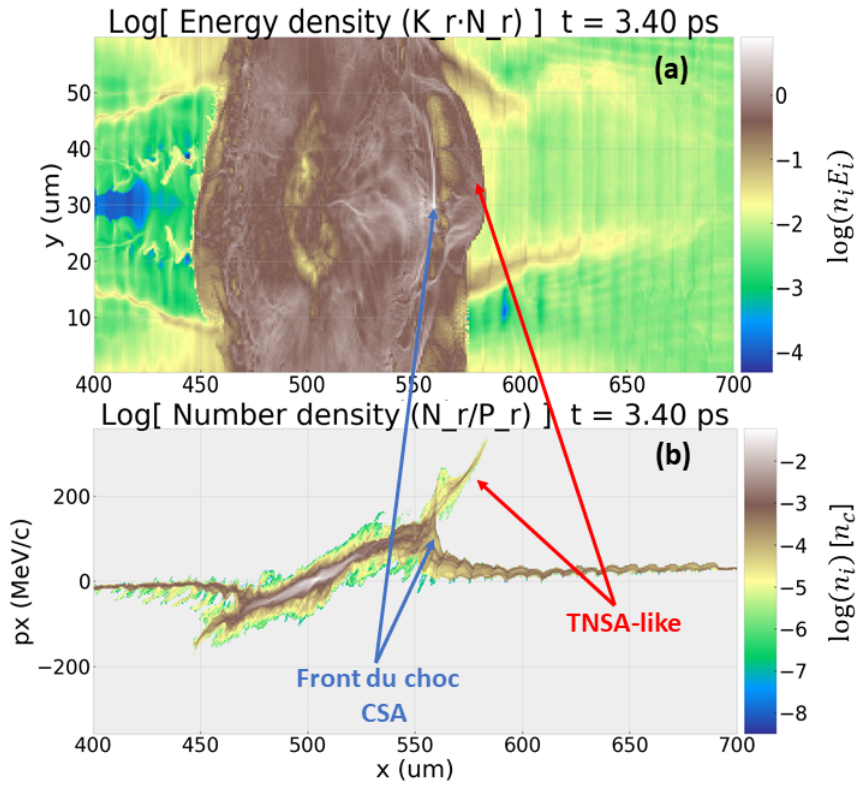 Log[ Energy density (K_r·N_r) ] t = 3.40 ps
(a)
y (um)
50
40
30
20
10
400 450 500 550 600 650 700
0
−1
−2
−3
−4
log(nᵢEᵢ)
Log[ Number density (N_r/P_r) ] t = 3.40 ps
(b)
px (MeV/c)
200
0
−200
TNSA-like
Front du choc
CSA
400 450 500 550 600 650 700
x (um)
−2
−3
−4
−5
−6
−7
−8
log(nᵢ) [n_c]